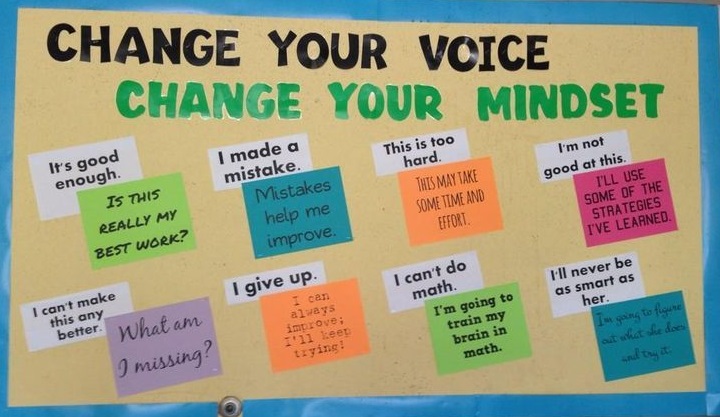 CHANGE YOUR VOICE
CHANGE YOUR MINDSET
It's good
enough.
IS THIS
REALLY MY
BEST WORK?
I made a
mistake.
Mistakes
help me
improve.
This is too
hard.
THIS MAY TAKE
SOME TIME AND
EFFORT.
I'm not
good at this.
I'LL USE
SOME OF THE
STRATEGIES
I'VE LEARNED.
I can't make
this any
better.
What am
I missing?
I give up.
I can
always
improve;
I'll keep
trying!
I can't do
math.
I'm going to
train my
brain in
math.
I'll never be
as smart as
her.
I'm going to figure
out what she does
and try it.